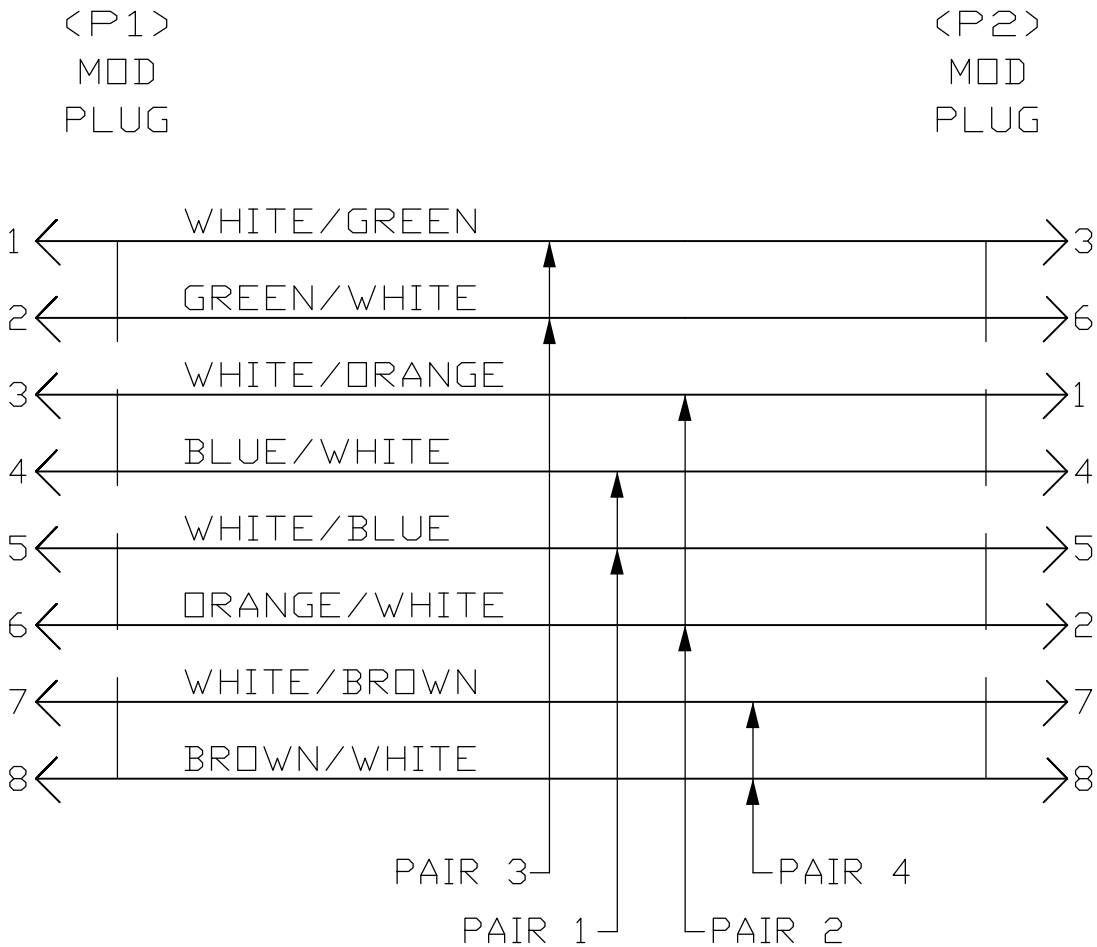 <P1> <P2>
MOD MOD
PLUG PLUG
1 WHITE/GREEN 3
2 GREEN/WHITE 6
3 WHITE/ORANGE 1
4 BLUE/WHITE 4
5 WHITE/BLUE 5
6 ORANGE/WHITE 2
7 WHITE/BROWN 7
8 BROWN/WHITE 8
PAIR 3 PAIR 4
PAIR 1 PAIR 2